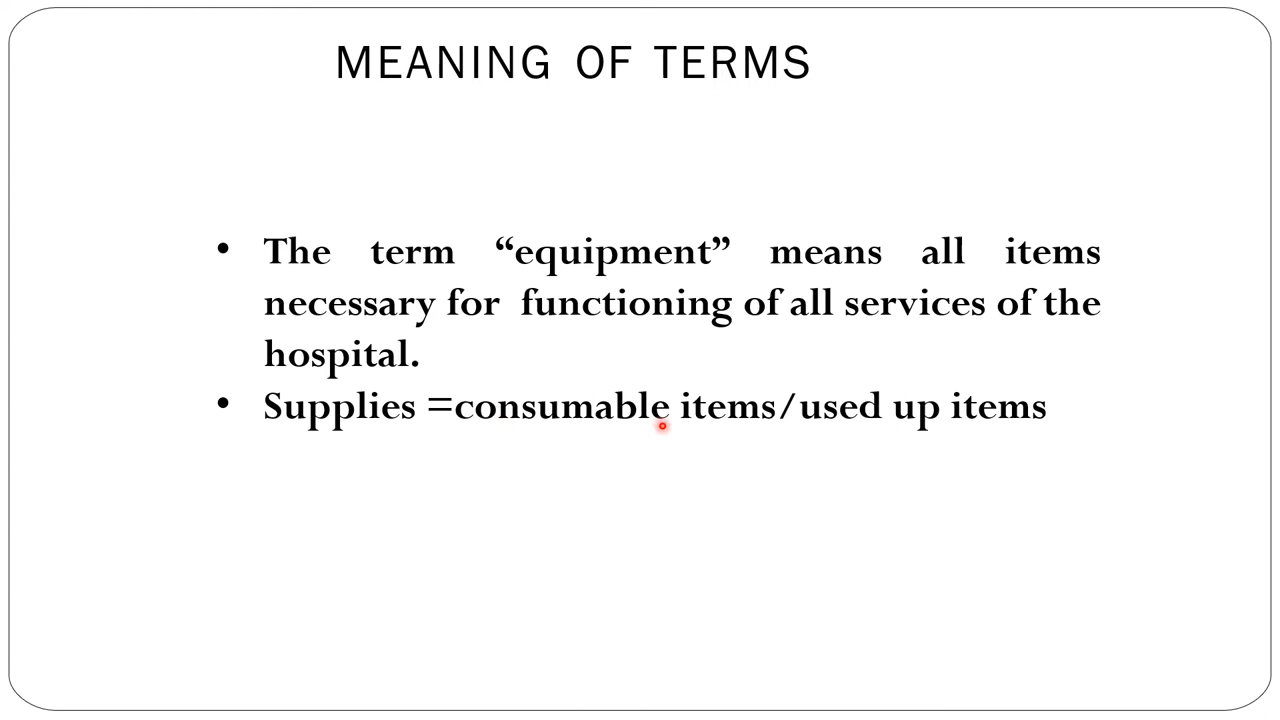 MEANING OF TERMS
• The term “equipment” means all items
necessary for functioning of all services of the
hospital.
• Supplies =consumable items/used up items